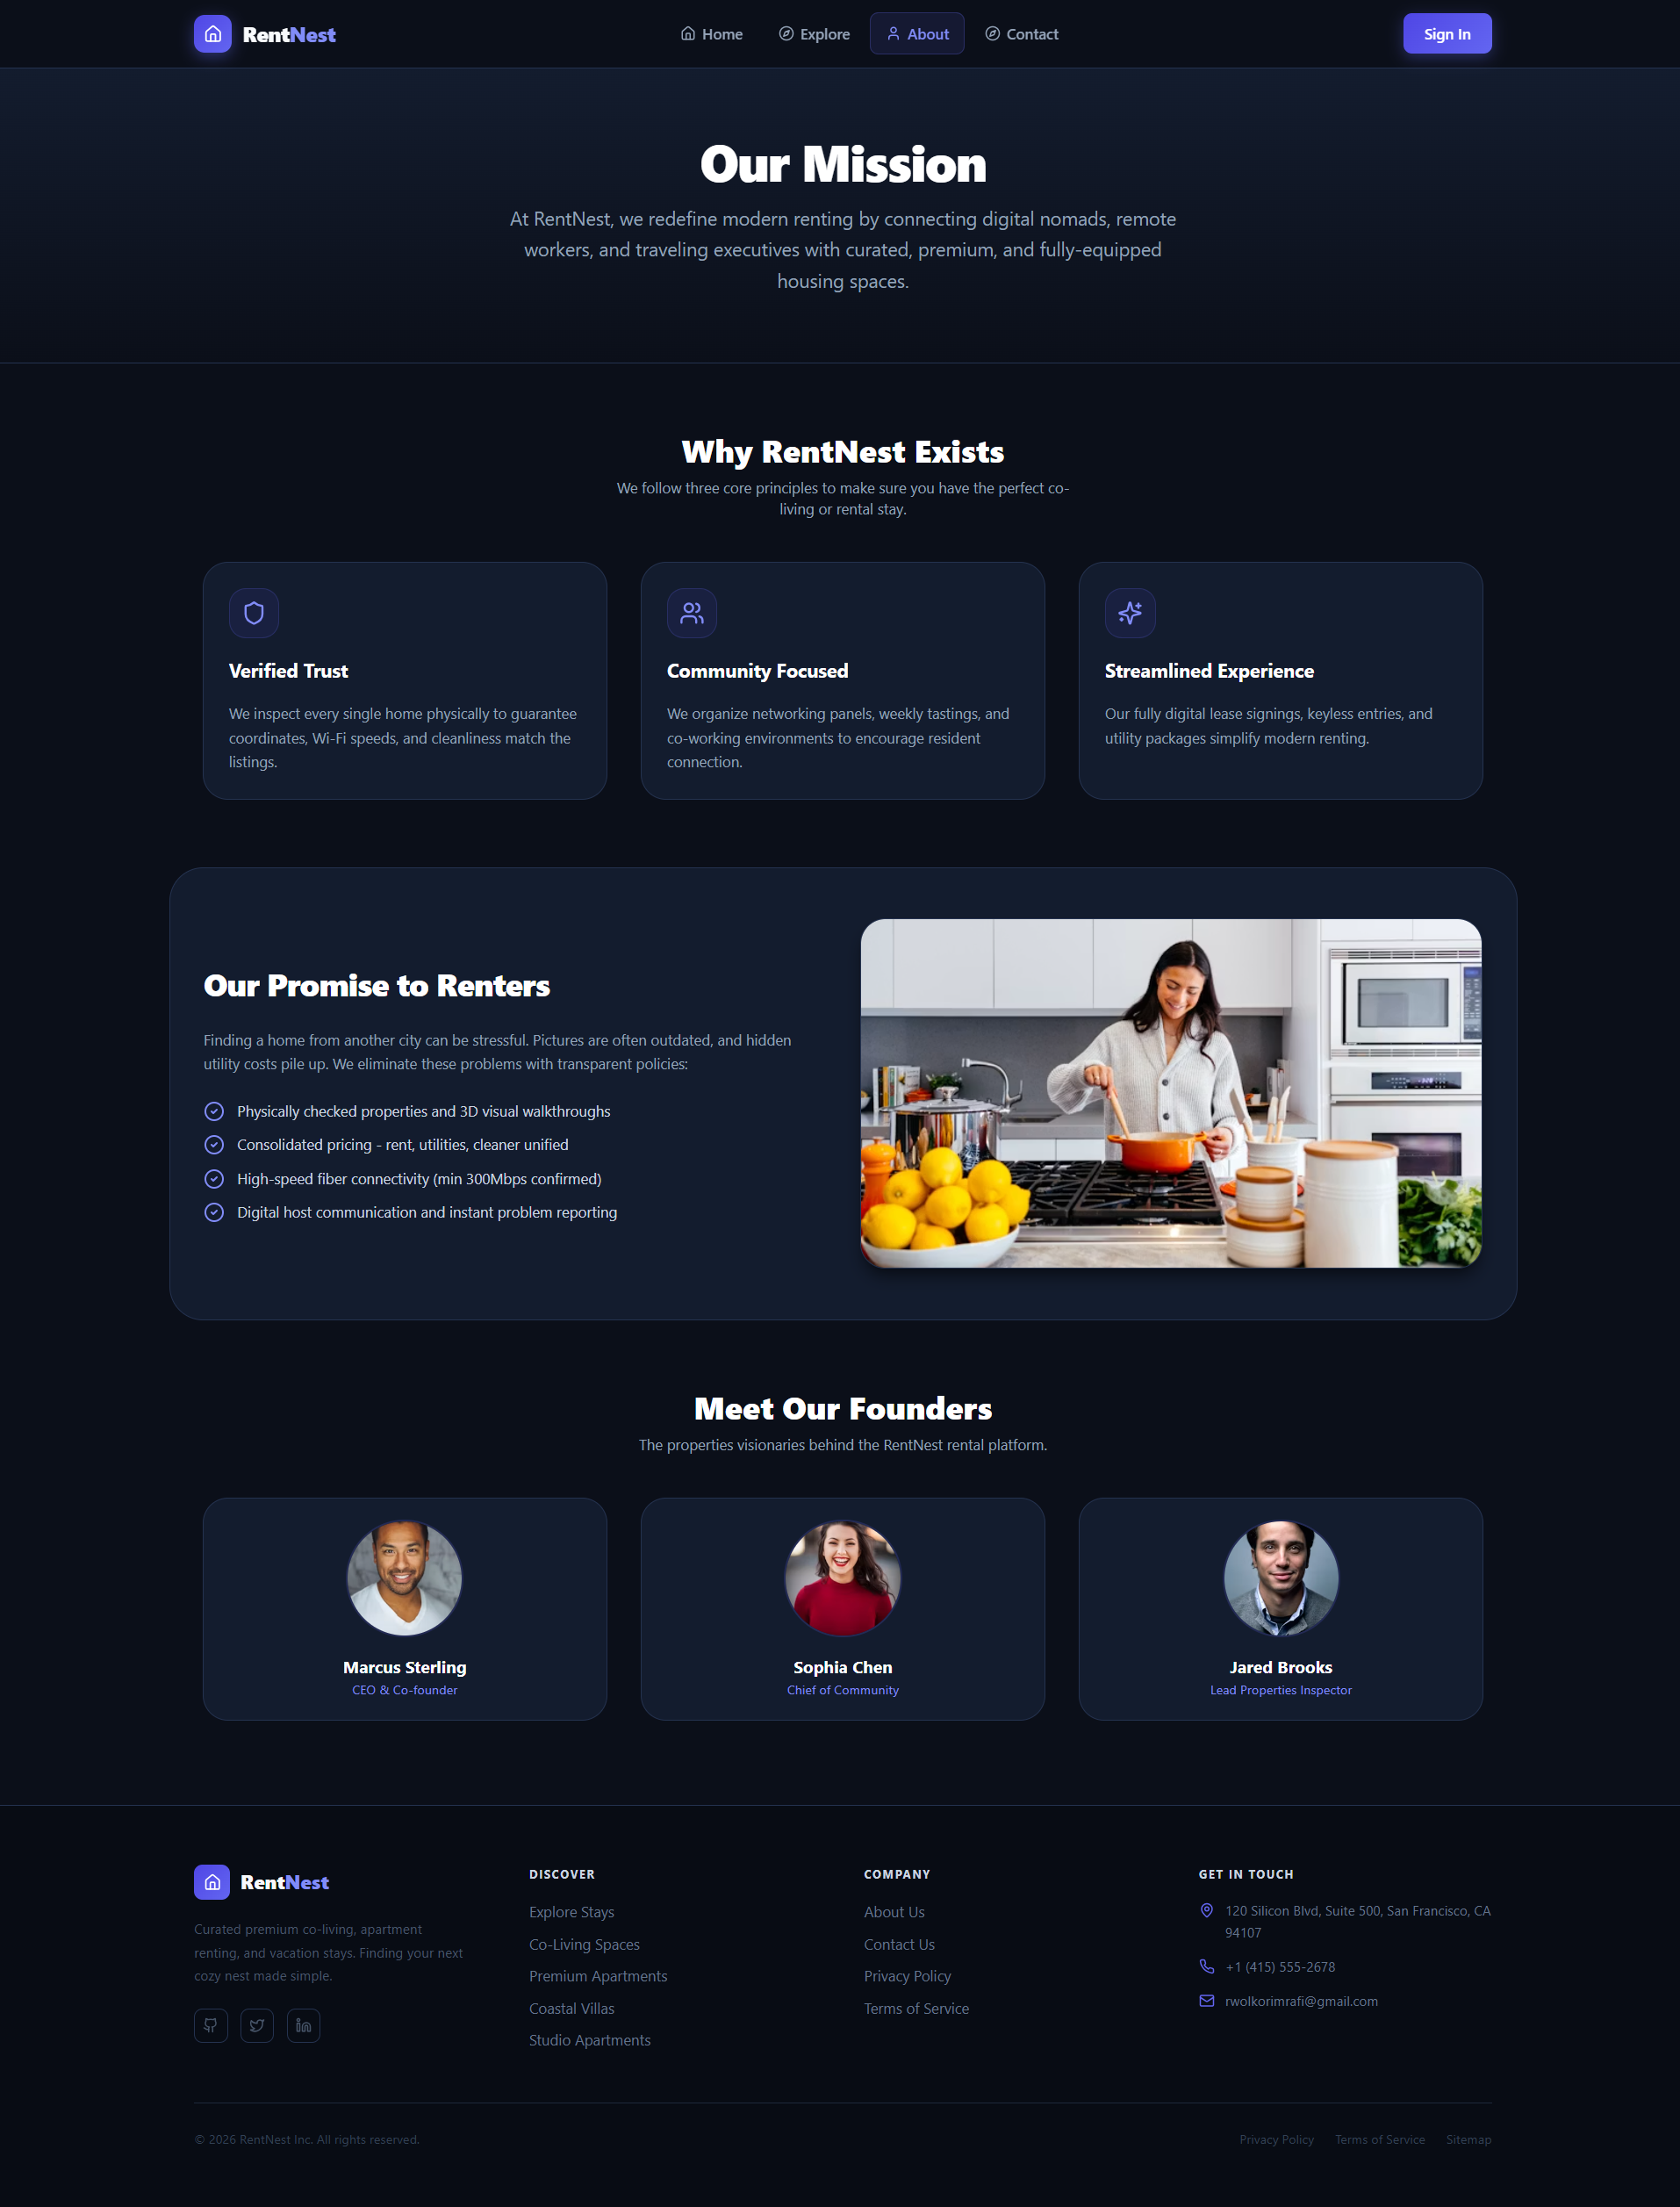 RentNest
Home
Explore
About
Contact
Sign In
Our Mission
At RentNest, we redefine modern renting by connecting digital nomads, remote
workers, and traveling executives with curated, premium, and fully-equipped
housing spaces.
Why RentNest Exists
We follow three core principles to make sure you have the perfect co-
living or rental stay.
Verified Trust
We inspect every single home physically to guarantee
coordinates, Wi-Fi speeds, and cleanliness match the
listings.
Community Focused
We organize networking panels, weekly tastings, and
co-working environments to encourage resident
connection.
Streamlined Experience
Our fully digital lease signings, keyless entries, and
utility packages simplify modern renting.
Our Promise to Renters
Finding a home from another city can be stressful. Pictures are often outdated, and hidden
utility costs pile up. We eliminate these problems with transparent policies:
Physically checked properties and 3D visual walkthroughs
Consolidated pricing - rent, utilities, cleaner unified
High-speed fiber connectivity (min 300Mbps confirmed)
Digital host communication and instant problem reporting
Meet Our Founders
The properties visionaries behind the RentNest rental platform.
Marcus Sterling
CEO & Co-founder
Sophia Chen
Chief of Community
Jared Brooks
Lead Properties Inspector
RentNest
Curated premium co-living, apartment
renting, and vacation stays. Finding your next
cozy nest made simple.
DISCOVER
Explore Stays
Co-Living Spaces
Premium Apartments
Coastal Villas
Studio Apartments
COMPANY
About Us
Contact Us
Privacy Policy
Terms of Service
GET IN TOUCH
120 Silicon Blvd, Suite 500, San Francisco, CA
94107
+1 (415) 555-2678
rwolkorimrafi@gmail.com
© 2026 RentNest Inc. All rights reserved.
Privacy Policy
Terms of Service
Sitemap